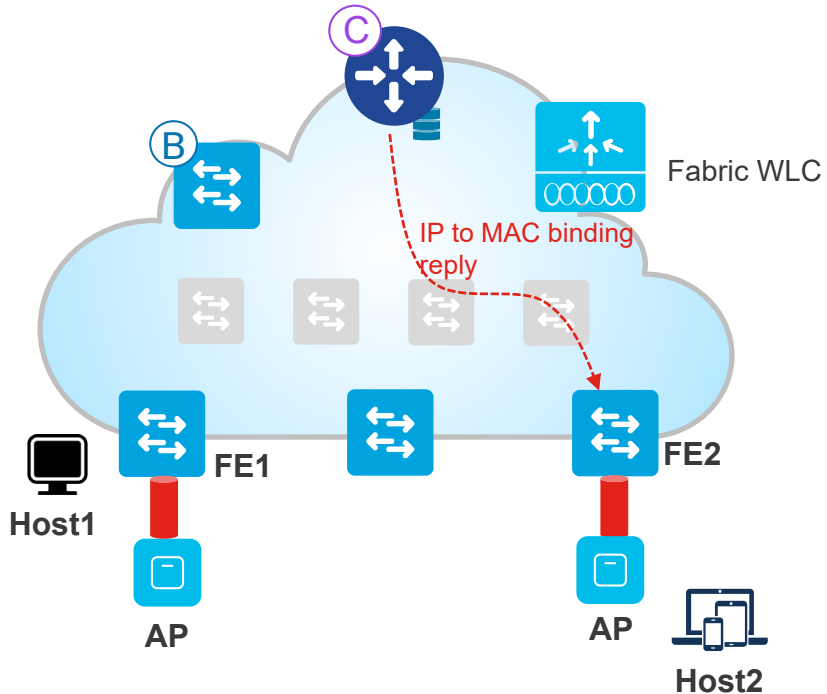 C
B
Fabric WLC
IP to MAC binding
reply
FE1
FE2
Host1
AP
AP
Host2